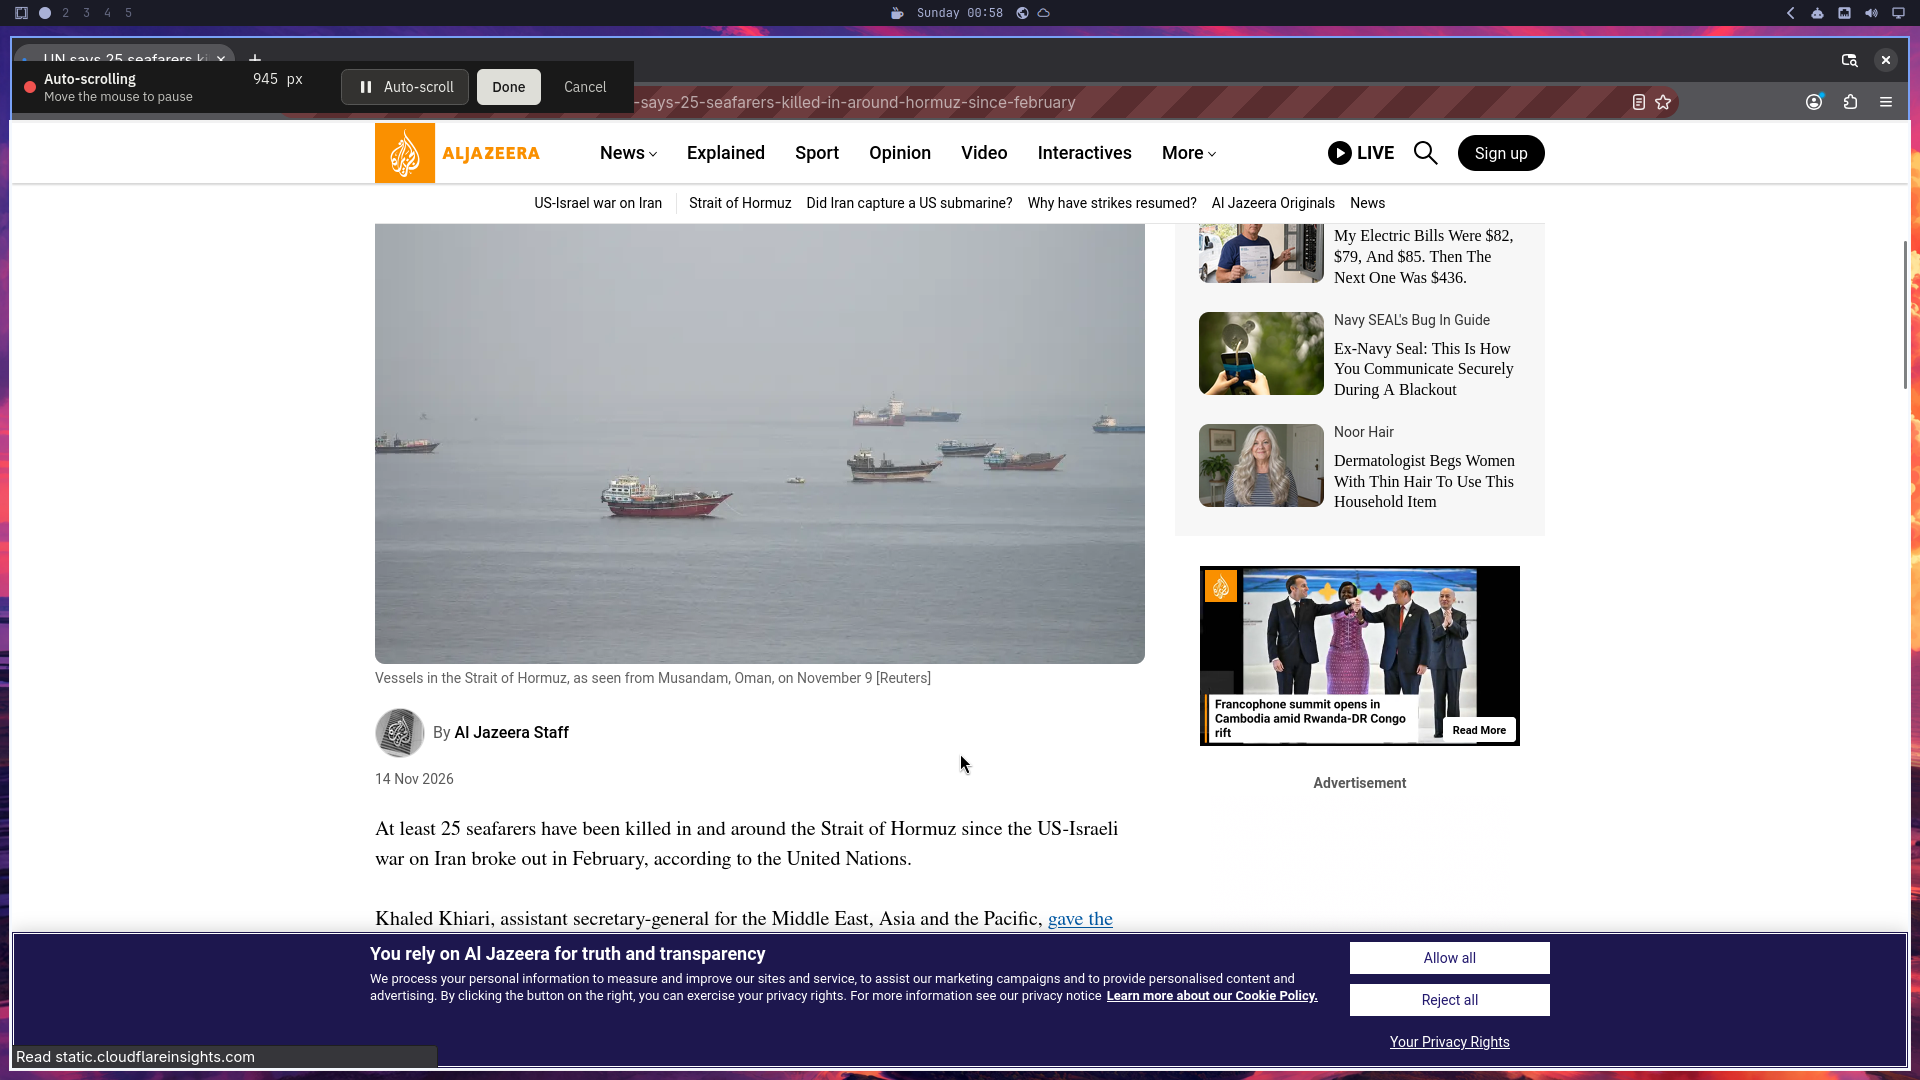 2 3 4 5
Sunday 00:58
Auto-scrolling
Move the mouse to pause
945 px
Auto-scroll
Done
Cancel
-says-25-seafarers-killed-in-around-hormuz-since-february
ALJAZEERA
News
Explained
Sport
Opinion
Video
Interactives
More
LIVE
Sign up
US-Israel war on Iran
Strait of Hormuz
Did Iran capture a US submarine?
Why have strikes resumed?
Al Jazeera Originals
News
My Electric Bills Were $82,
$79, And $85. Then The
Next One Was $436.
Navy SEAL's Bug In Guide
Ex-Navy Seal: This Is How
You Communicate Securely
During A Blackout
Noor Hair
Dermatologist Begs Women
With Thin Hair To Use This
Household Item
Vessels in the Strait of Hormuz, as seen from Musandam, Oman, on November 9 [Reuters]
By Al Jazeera Staff
14 Nov 2026
Francophone summit opens in
Cambodia amid Rwanda-DR Congo
rift
Read More
Advertisement
At least 25 seafarers have been killed in and around the Strait of Hormuz since the US-Israeli
war on Iran broke out in February, according to the United Nations.
Khaled Khiari, assistant secretary-general for the Middle East, Asia and the Pacific, gave the
You rely on Al Jazeera for truth and transparency
We process your personal information to measure and improve our sites and service, to assist our marketing campaigns and to provide personalised content and
advertising. By clicking the button on the right, you can exercise your privacy rights. For more information see our privacy notice Learn more about our Cookie Policy.
Allow all
Reject all
Your Privacy Rights
Read static.cloudflareinsights.com